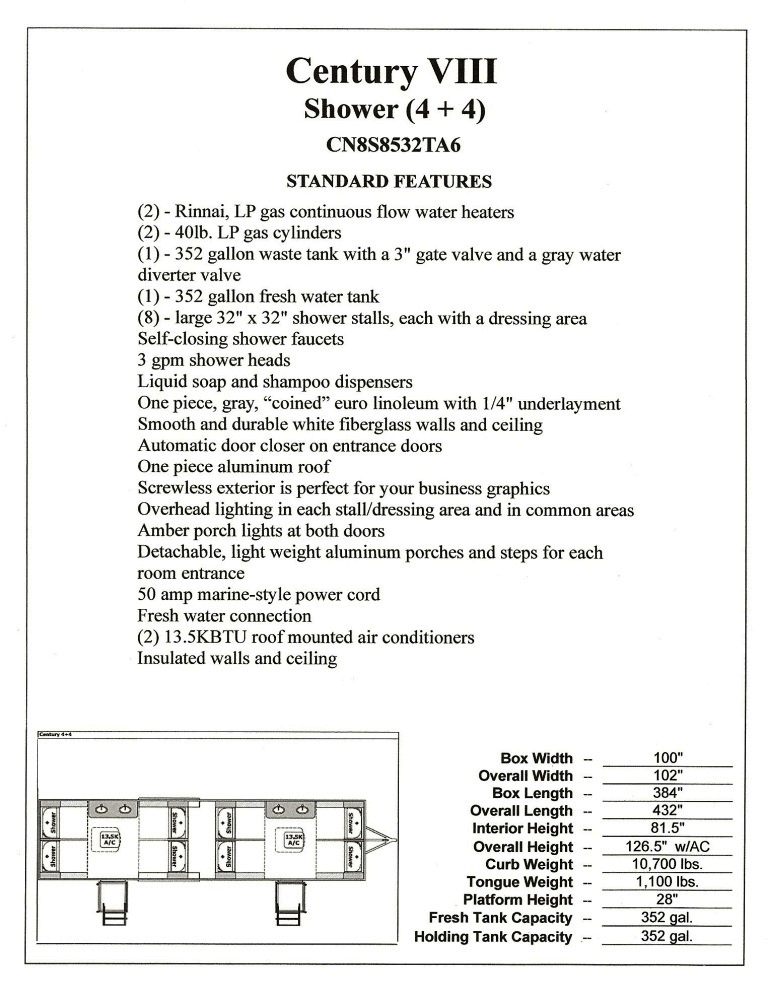 Century VIII
Shower (4 + 4)
CN8S8532TA6
STANDARD FEATURES
(2) - Rinnai, LP gas continuous flow water heaters
(2) - 40lb. LP gas cylinders
(1) - 352 gallon waste tank with a 3" gate valve and a gray water
diverter valve
(1) - 352 gallon fresh water tank
(8) - large 32" x 32" shower stalls, each with a dressing area
Self-closing shower faucets
3 gpm shower heads
Liquid soap and shampoo dispensers
One piece, gray, “coined” euro linoleum with 1/4" underlayment
Smooth and durable white fiberglass walls and ceiling
Automatic door closer on entrance doors
One piece aluminum roof
Screwless exterior is perfect for your business graphics
Overhead lighting in each stall/dressing area and in common areas
Amber porch lights at both doors
Detachable, light weight aluminum porches and steps for each
room entrance
50 amp marine-style power cord
Fresh water connection
(2) 13.5KBTU roof mounted air conditioners
Insulated walls and ceiling
Century 4+4
Shower
Shower
13.5K
A/C
Shower
Shower
Shower
Shower
13.5K
A/C
Shower
Shower
Box Width -- 100"
Overall Width -- 102"
Box Length -- 384"
Overall Length -- 432"
Interior Height -- 81.5"
Overall Height -- 126.5" w/AC
Curb Weight -- 10,700 lbs.
Tongue Weight -- 1,100 lbs.
Platform Height -- 28"
Fresh Tank Capacity -- 352 gal.
Holding Tank Capacity -- 352 gal.